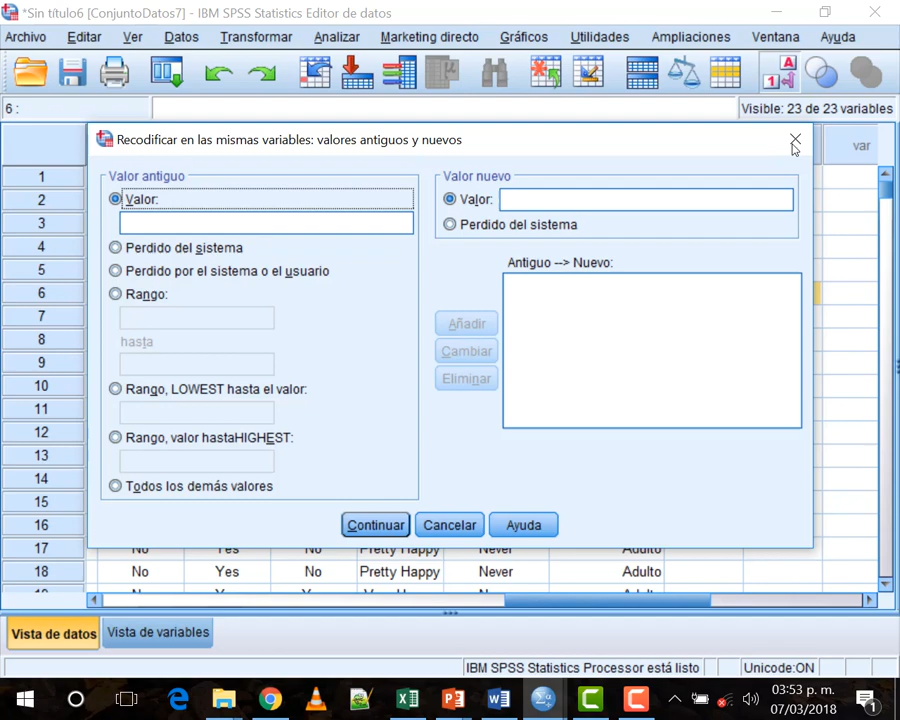 *Sin título6 [ConjuntoDatos7] - IBM SPSS Statistics Editor de datos
Archivo Editar Ver Datos Transformar Analizar Marketing directo Gráficos Utilidades Ampliaciones Ventana Ayuda
6 :
Visible: 23 de 23 variables
Recodificar en las mismas variables: valores antiguos y nuevos
var
Valor antiguo
Valor:
Perdido del sistema
Perdido por el sistema o el usuario
Rango:
hasta
Rango, LOWEST hasta el valor:
Rango, valor hastaHIGHEST:
Todos los demás valores
Valor nuevo
Valor:
Perdido del sistema
Antiguo --> Nuevo:
Añadir
Cambiar
Eliminar
Continuar Cancelar Ayuda
1
2
3
4
5
6
7
8
9
10
11
12
13
14
15
16
17 No Yes No Pretty Happy Never Adulto
18 No Yes No Pretty Happy Never Adulto
Vista de datos Vista de variables
IBM SPSS Statistics Processor está listo Unicode:ON
03:53 p. m.
07/03/2018
1